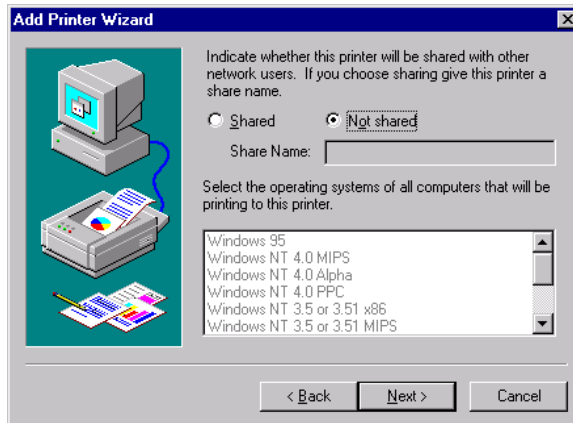 Add Printer Wizard
Indicate whether this printer will be shared with other
network users. If you choose sharing give this printer a
share name.
Shared Not shared
Share Name:
Select the operating systems of all computers that will be
printing to this printer.
Windows 95
Windows NT 4.0 MIPS
Windows NT 4.0 Alpha
Windows NT 4.0 PPC
Windows NT 3.5 or 3.51 x86
Windows NT 3.5 or 3.51 MIPS
< Back Next > Cancel